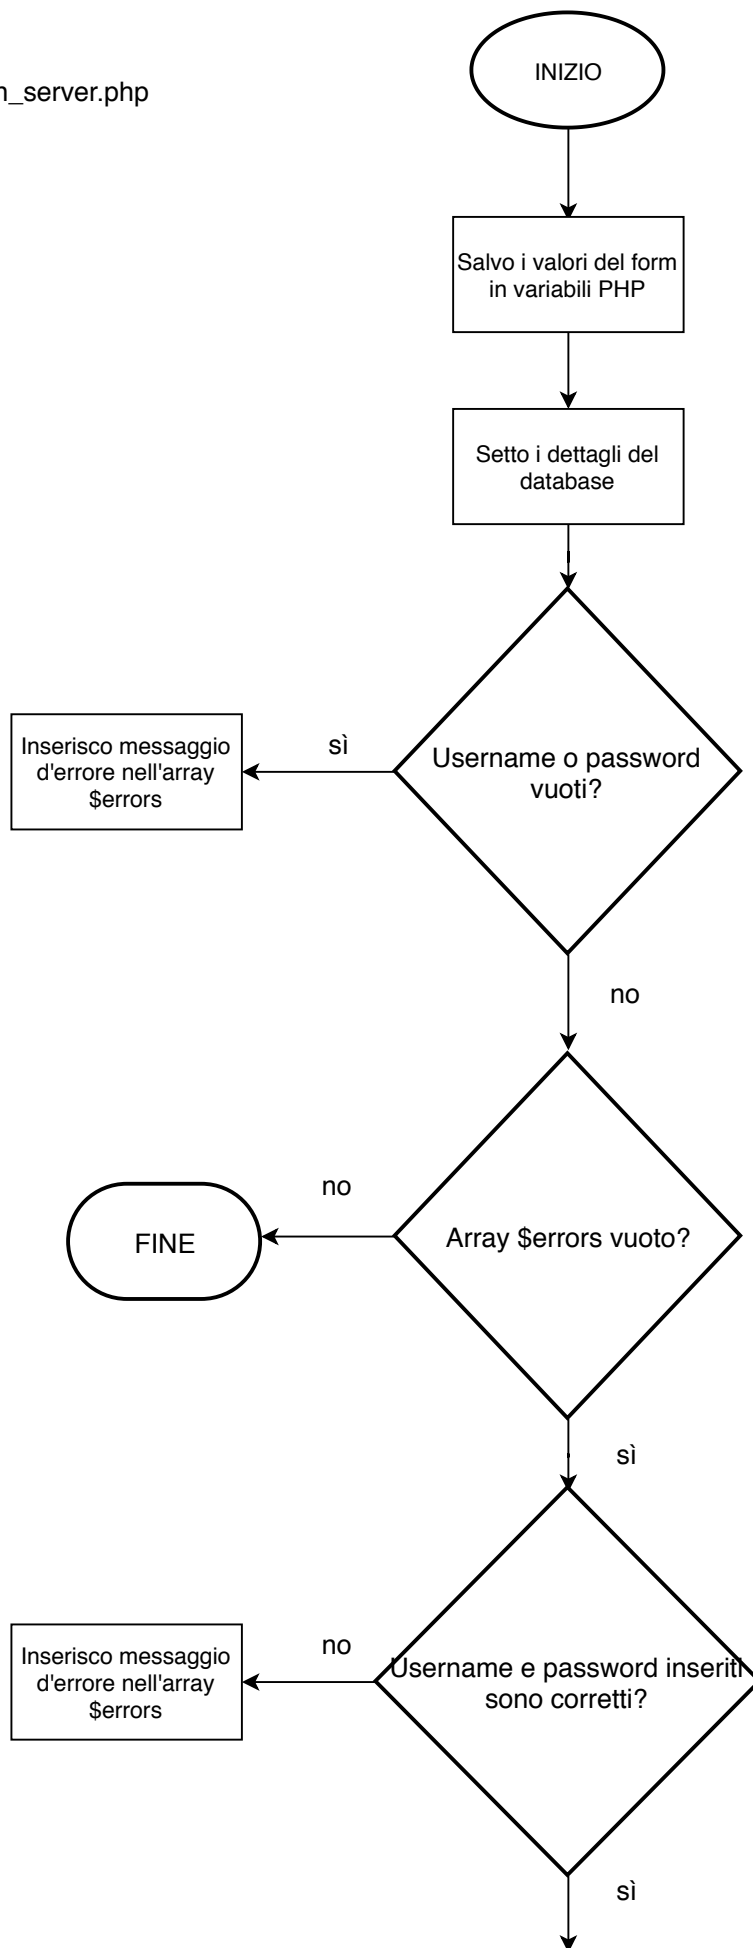 INIZIO
n_server.php
Salvo i valori del form
in variabili PHP
Setto i dettagli del
database
Username o password
vuoti?
sì
Inserisco messaggio
d'errore nell'array
$errors
no
Array $errors vuoto?
no
FINE
sì
Username e password inseriti
sono corretti?
no
Inserisco messaggio
d'errore nell'array
$errors
sì